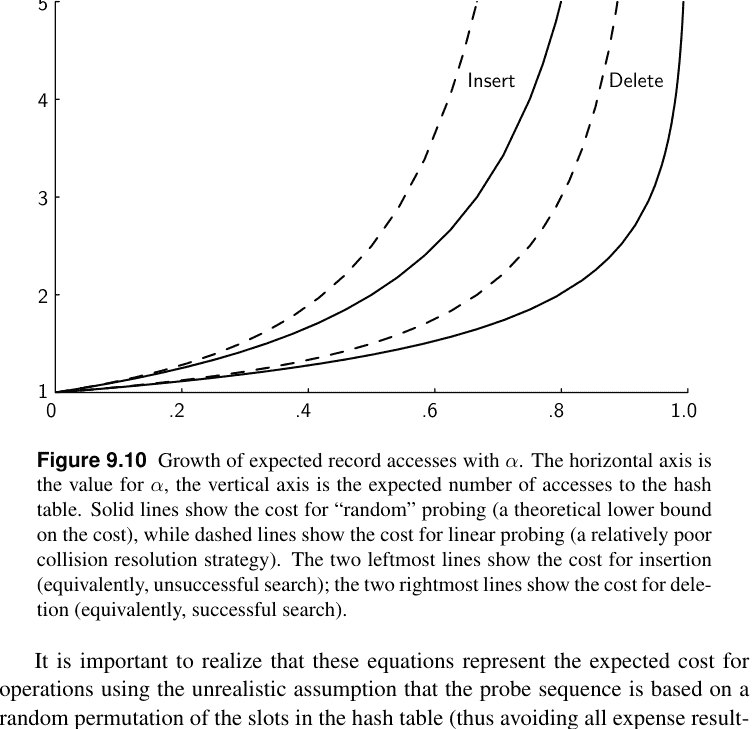 5
Insert
Delete
4
3
2
1
0 .2 .4 .6 .8 1.0
Figure 9.10 Growth of expected record accesses with α. The horizontal axis is
the value for α, the vertical axis is the expected number of accesses to the hash
table. Solid lines show the cost for “random” probing (a theoretical lower bound
on the cost), while dashed lines show the cost for linear probing (a relatively poor
collision resolution strategy). The two leftmost lines show the cost for insertion
(equivalently, unsuccessful search); the two rightmost lines show the cost for dele-
tion (equivalently, successful search).
It is important to realize that these equations represent the expected cost for
operations using the unrealistic assumption that the probe sequence is based on a
random permutation of the slots in the hash table (thus avoiding all expense result-